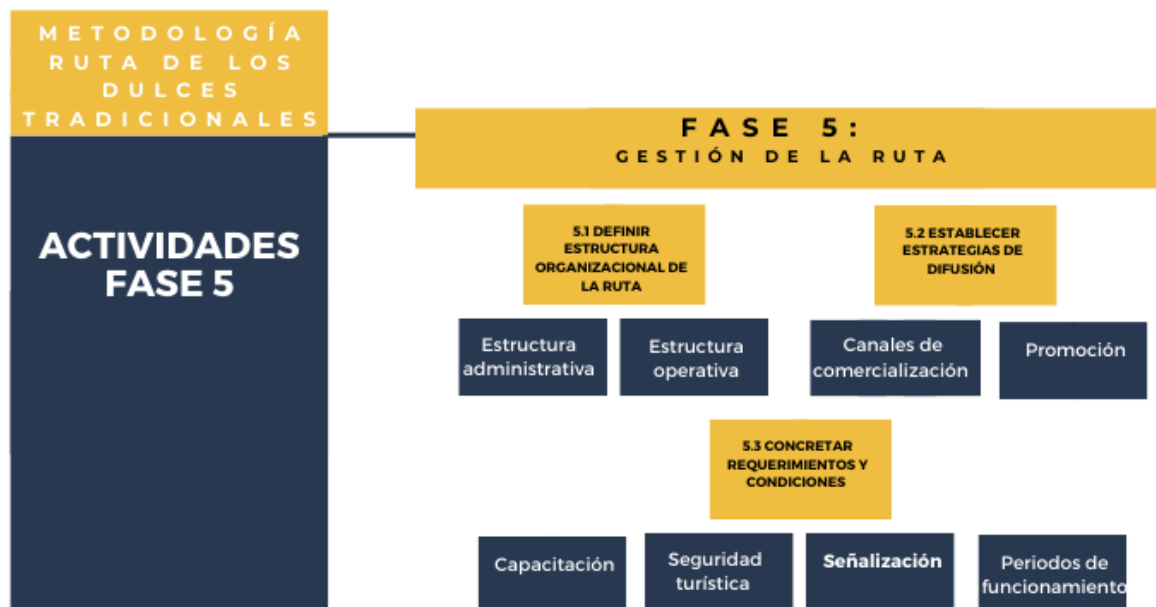 METODOLOGÍA
RUTA DE LOS
DULCES
TRADICIONALES
ACTIVIDADES
FASE 5
FASE 5:
GESTIÓN DE LA RUTA
5.1 DEFINIR
ESTRUCTURA
ORGANIZACIONAL DE
LA RUTA
5.2 ESTABLECER
ESTRATEGIAS DE
DIFUSIÓN
Estructura
administrativa
Estructura
operativa
Canales de
comercialización
Promoción
5.3 CONCRETAR
REQUERIMIENTOS Y
CONDICIONES
Capacitación
Seguridad
turística
Señalización
Periodos de
funcionamiento